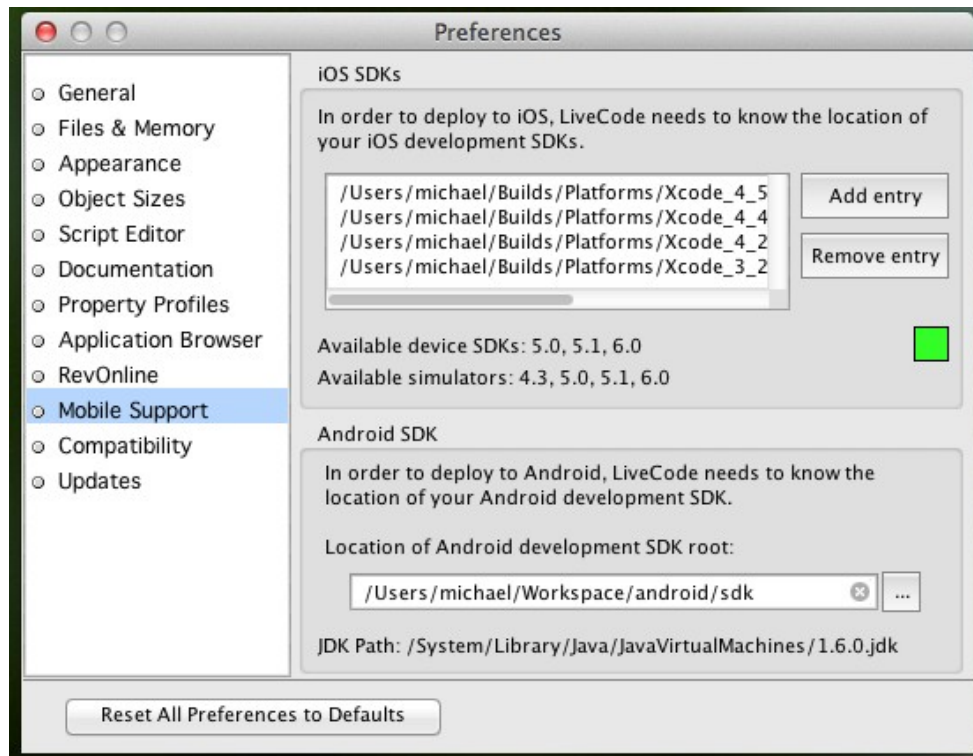 Preferences
General
Files & Memory
Appearance
Object Sizes
Script Editor
Documentation
Property Profiles
Application Browser
RevOnline
Mobile Support
Compatibility
Updates
iOS SDKs
In order to deploy to iOS, LiveCode needs to know the location of
your iOS development SDKs.
/Users/michael/Builds/Platforms/Xcode_4_5
/Users/michael/Builds/Platforms/Xcode_4_4
/Users/michael/Builds/Platforms/Xcode_4_2
/Users/michael/Builds/Platforms/Xcode_3_2
Add entry
Remove entry
Available device SDKs: 5.0, 5.1, 6.0
Available simulators: 4.3, 5.0, 5.1, 6.0
Android SDK
In order to deploy to Android, LiveCode needs to know the
location of your Android development SDK.
Location of Android development SDK root:
/Users/michael/Workspace/android/sdk
...
JDK Path: /System/Library/Java/JavaVirtualMachines/1.6.0.jdk
Reset All Preferences to Defaults